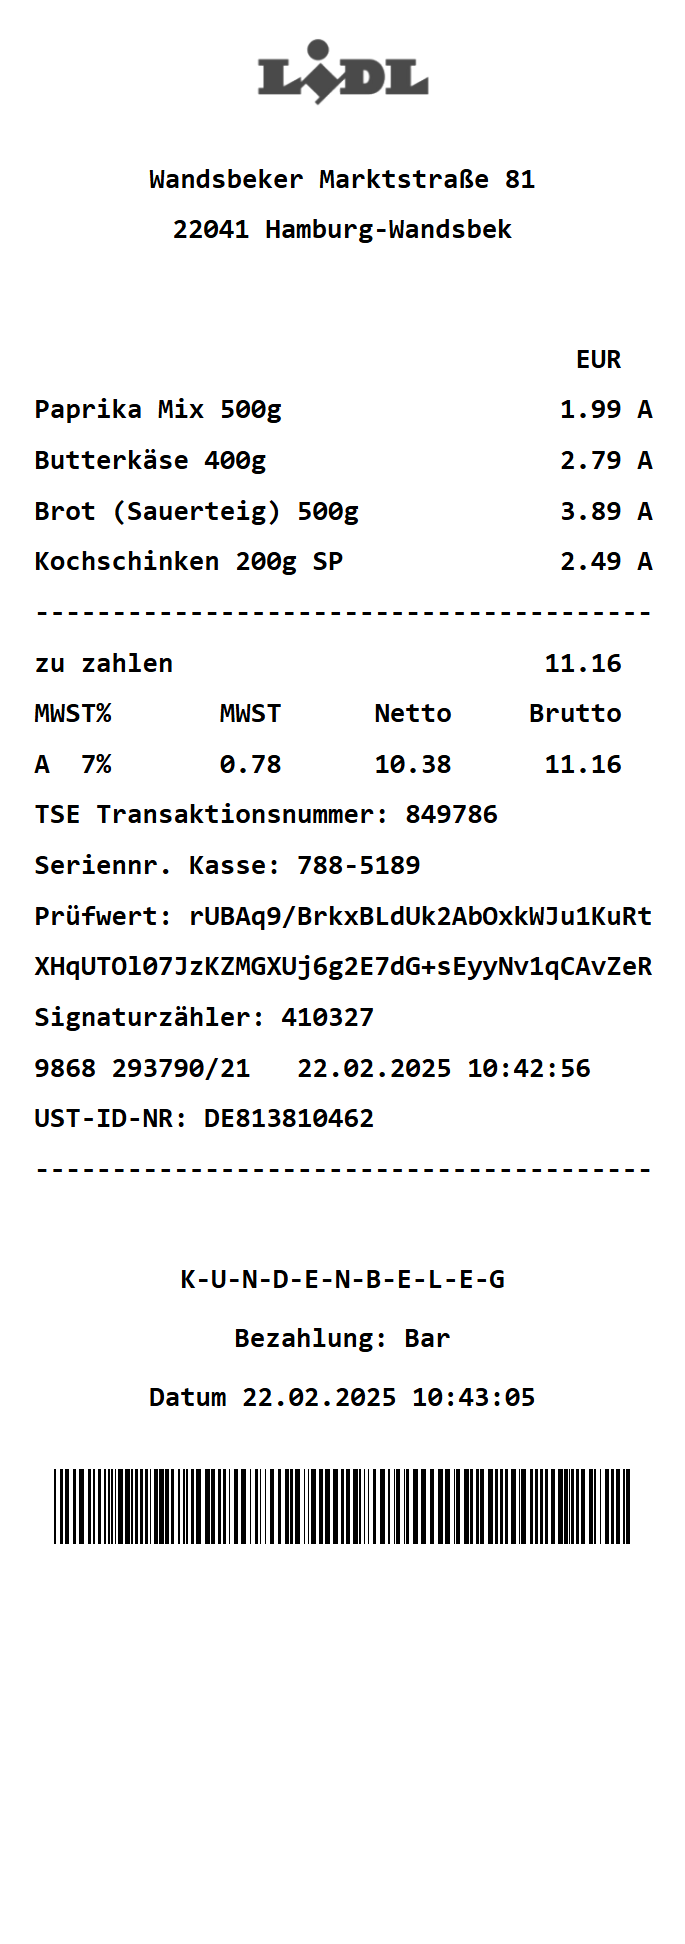 LIDL
Wandsbeker Marktstraße 81
22041 Hamburg-Wandsbek
EUR
Paprika Mix 500g 1.99 A
Butterkäse 400g 2.79 A
Brot (Sauerteig) 500g 3.89 A
Kochschinken 200g SP 2.49 A
----------------------------------------
zu zahlen 11.16
MWST% MWST Netto Brutto
A 7% 0.78 10.38 11.16
TSE Transaktionsnummer: 849786
Seriennr. Kasse: 788-5189
Prüfwert: rUBAq9/BrkxBLdUk2AbOxkWJu1KuRt
XHqUTOl07JzKZMGXUj6g2E7dG+sEyyNv1qCAvZeR
Signaturzähler: 410327
9868 293790/21 22.02.2025 10:42:56
UST-ID-NR: DE813810462
----------------------------------------
K-U-N-D-E-N-B-E-L-E-G
Bezahlung: Bar
Datum 22.02.2025 10:43:05